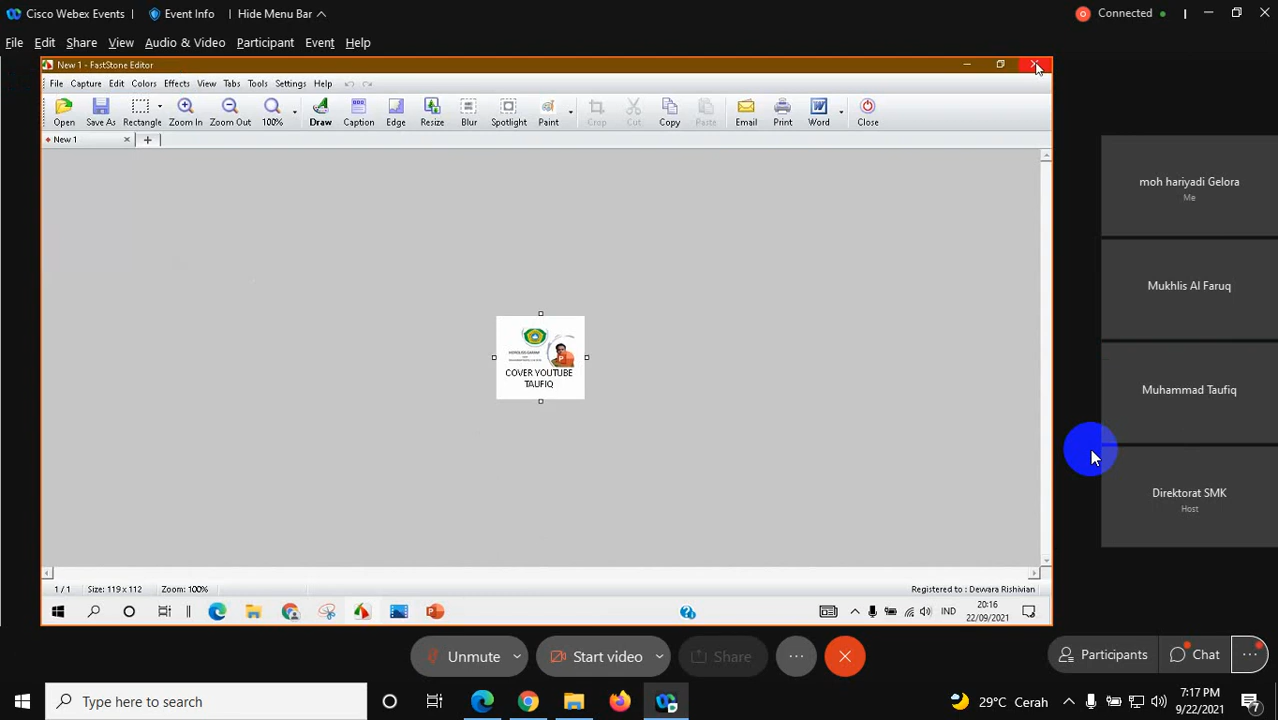 Cisco Webex Events Event Info Hide Menu Bar Connected
File Edit Share View Audio & Video Participant Event Help
New 1 - FastStone Editor
File Capture Edit Colors Effects View Tabs Tools Settings Help
Open Save As Rectangle Zoom In Zoom Out 100% Draw Caption Edge Resize Blur Spotlight Paint Crop Cut Copy Paste Email Print Word Close
New 1
moh hariyadi Gelora
Me
Mukhlis Al Faruq
COVER YOUTUBE
TAUFIQ
Muhammad Taufiq
Direktorat SMK
Host
1 / 1 Size: 119 x 112 Zoom: 100% Registered to : Dewara Rishivian
IND 20:16
22/09/2021
Unmute Start video Share Participants Chat
Type here to search 29°C Cerah 7:17 PM
9/22/2021 7